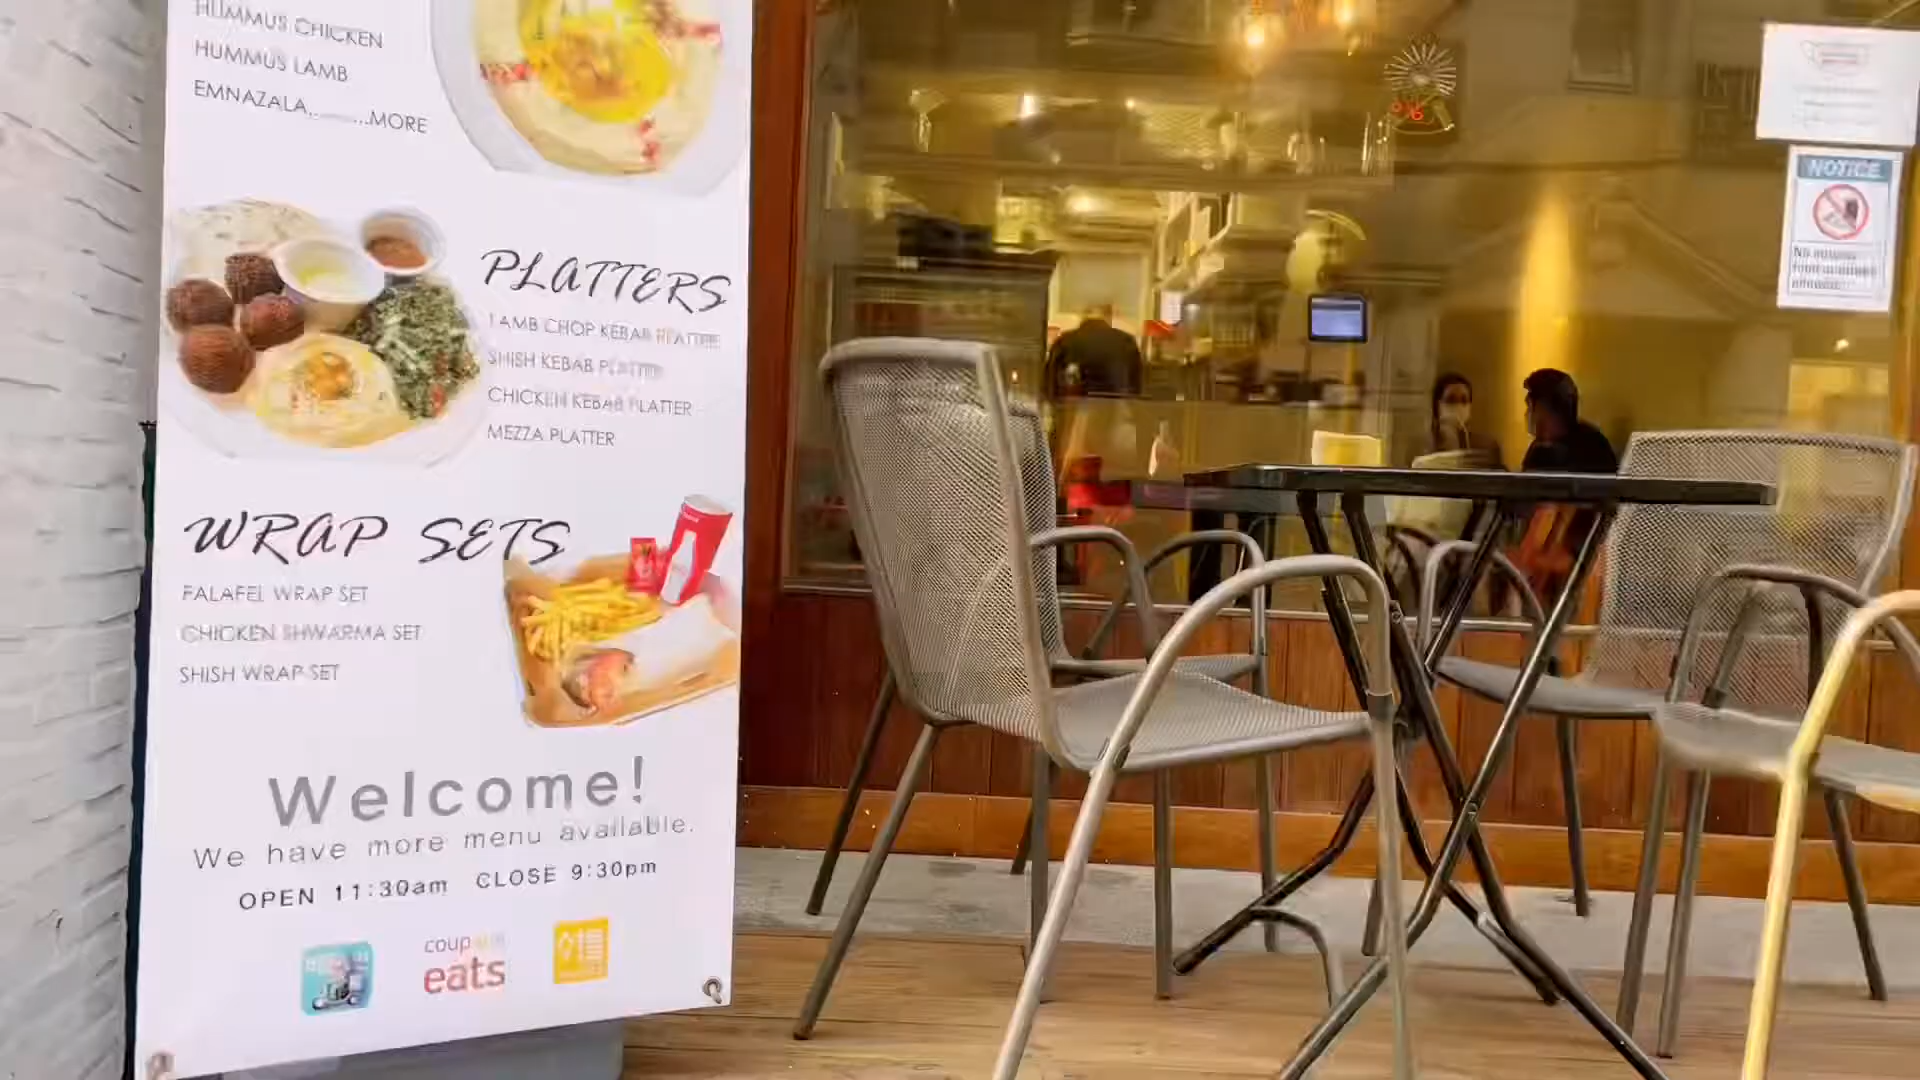 HUMMUS CHICKEN
HUMMUS LAMB
EMNAZALA..........MORE
PLATTERS
LAMB CHOP KEBAB PLATTER
SHISH KEBAB PLATTER
CHICKEN KEBAB PLATTER
MEZZA PLATTER
WRAP SETS
FALAFEL WRAP SET
CHICKEN SHWARMA SET
SHISH WRAP SET
Welcome!
We have more menu available.
OPEN 11:30am CLOSE 9:30pm
eats
NOTICE